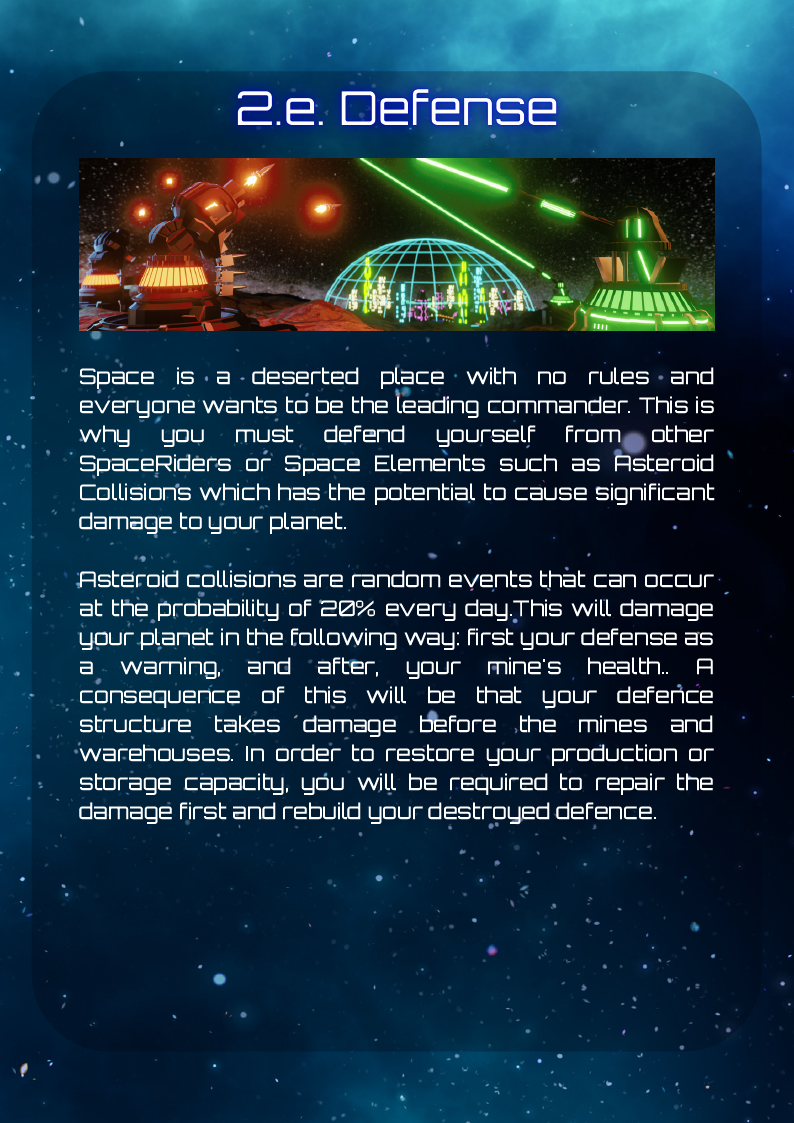 2.e. Defense
Space is a deserted place with no rules and
everyone wants to be the leading commander. This is
why you must defend yourself from other
SpaceRiders or Space Elements such as Asteroid
Collisions which has the potential to cause significant
damage to your planet.
Asteroid collisions are random events that can occur
at the probability of 20% every day.This will damage
your planet in the following way: first your defense as
a warning, and after, your mine's health.. A
consequence of this will be that your defence
structure takes damage before the mines and
warehouses. In order to restore your production or
storage capacity, you will be required to repair the
damage first and rebuild your destroyed defence.